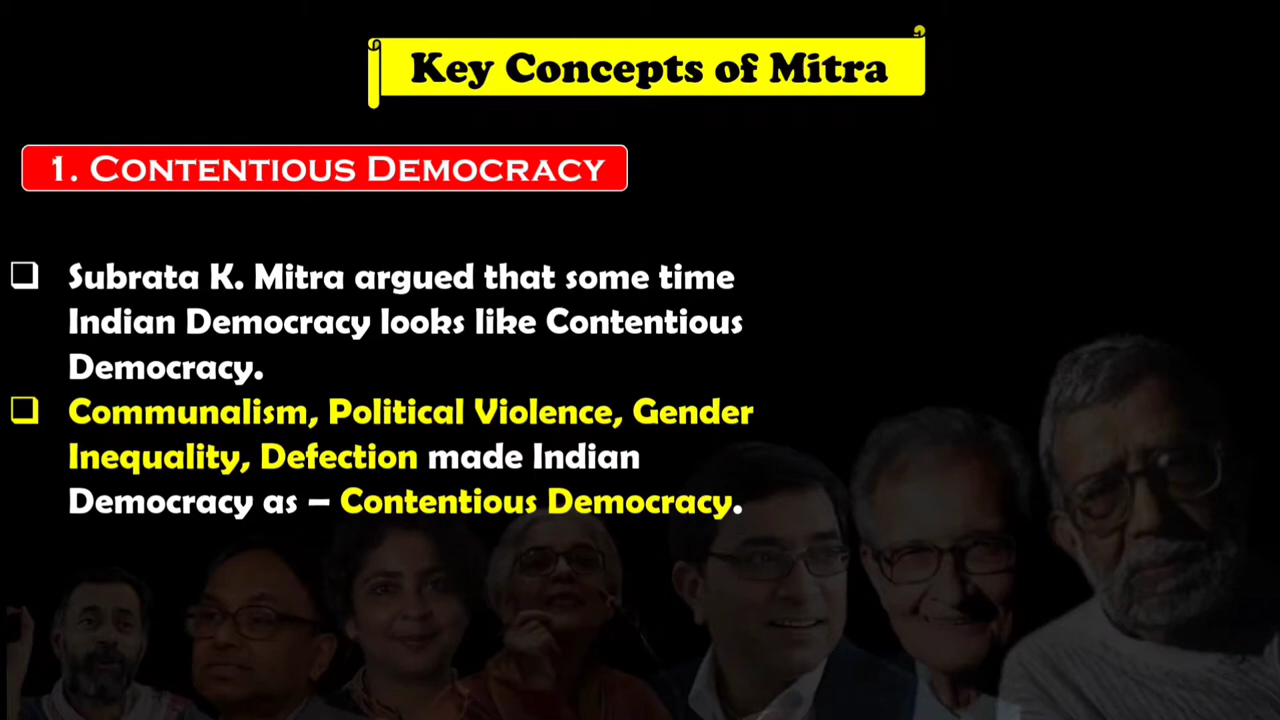 Key Concepts of Mitra
1. CONTENTIOUS DEMOCRACY
❑ Subrata K. Mitra argued that some time
Indian Democracy looks like Contentious
Democracy.
❑ Communalism, Political Violence, Gender
Inequality, Defection made Indian
Democracy as – Contentious Democracy.